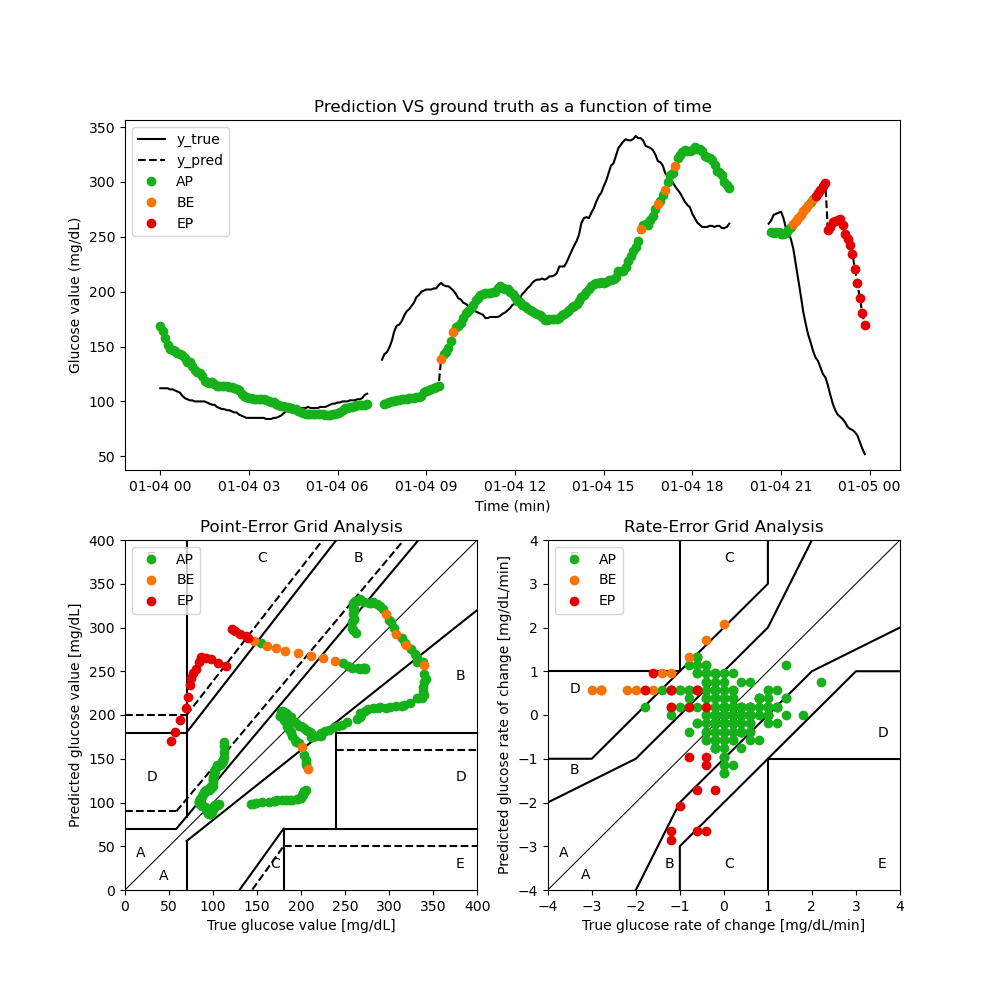 Prediction VS ground truth as a function of time
Glucose value (mg/dL)
350
300
250
200
150
100
50
y_true
y_pred
AP
BE
EP
01-04 00
01-04 03
01-04 06
01-04 09
01-04 12
01-04 15
01-04 18
01-04 21
01-05 00
Time (min)
Point-Error Grid Analysis
Predicted glucose value [mg/dL]
400
350
300
250
200
150
100
50
0
AP
BE
EP
C
B
B
D
D
A
A
C
E
0
50
100
150
200
250
300
350
400
True glucose value [mg/dL]
Rate-Error Grid Analysis
Predicted glucose rate of change [mg/dL/min]
4
3
2
1
0
−1
−2
−3
−4
AP
BE
EP
C
D
D
B
A
A
B
C
E
−4
−3
−2
−1
0
1
2
3
4
True glucose rate of change [mg/dL/min]